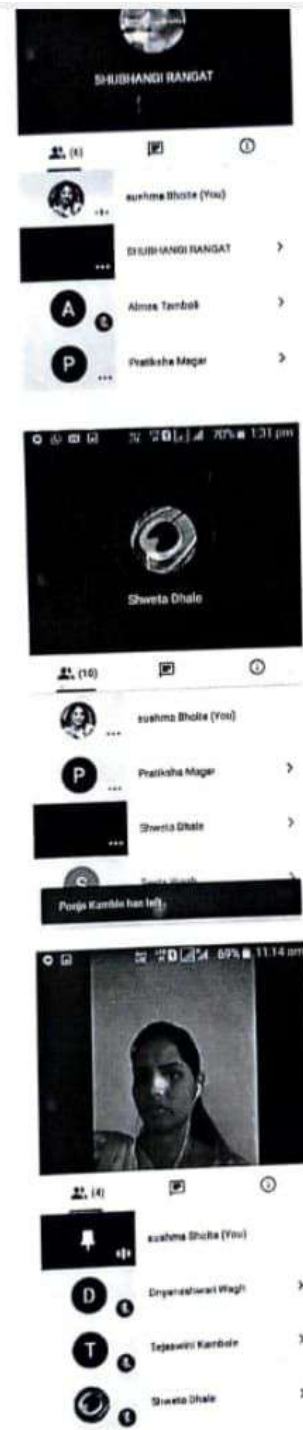 SHUBHANGI RANGAT
(6)
sushma Bhoite (You)
SHUBHANGI RANGAT
A
Almas Tamboli
P
Pratiksha Magar
70% 1:31 pm
Shweta Dhale
(10)
sushma Bholte (You)
P
Pratiksha Magar
Shweta Dhale
S
Pooja Kamble has left.
69% 11:14 am
(4)
sushma Bhoite (You)
D
Dnyaneshwari Wagh
T
Tejaswini Kambole
Shweta Dhale